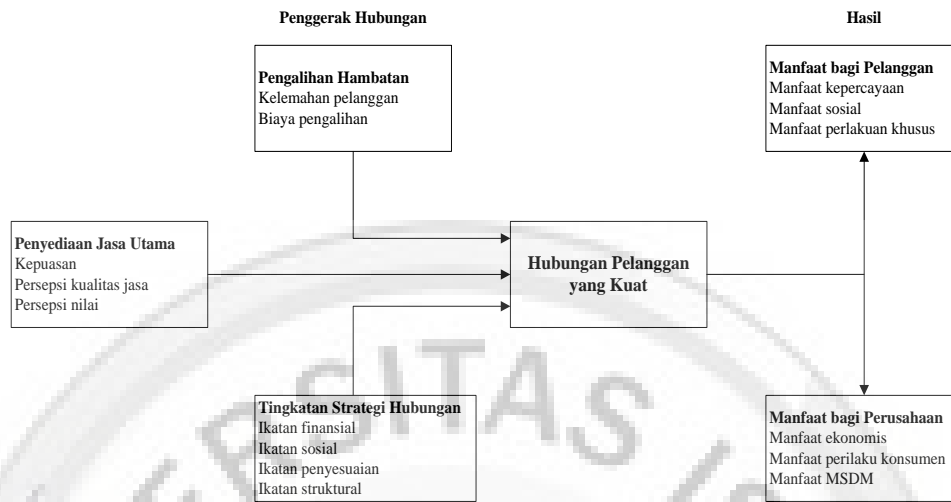 Penggerak Hubungan
Hasil
Pengalihan Hambatan
Kelemahan pelanggan
Biaya pengalihan
Manfaat bagi Pelanggan
Manfaat kepercayaan
Manfaat sosial
Manfaat perlakuan khusus
Penyediaan Jasa Utama
Kepuasan
Persepsi kualitas jasa
Persepsi nilai
Hubungan Pelanggan
yang Kuat
Tingkatan Strategi Hubungan
Ikatan finansial
Ikatan sosial
Ikatan penyesuaian
Ikatan struktural
Manfaat bagi Perusahaan
Manfaat ekonomis
Manfaat perilaku konsumen
Manfaat MSDM
ERSITAS